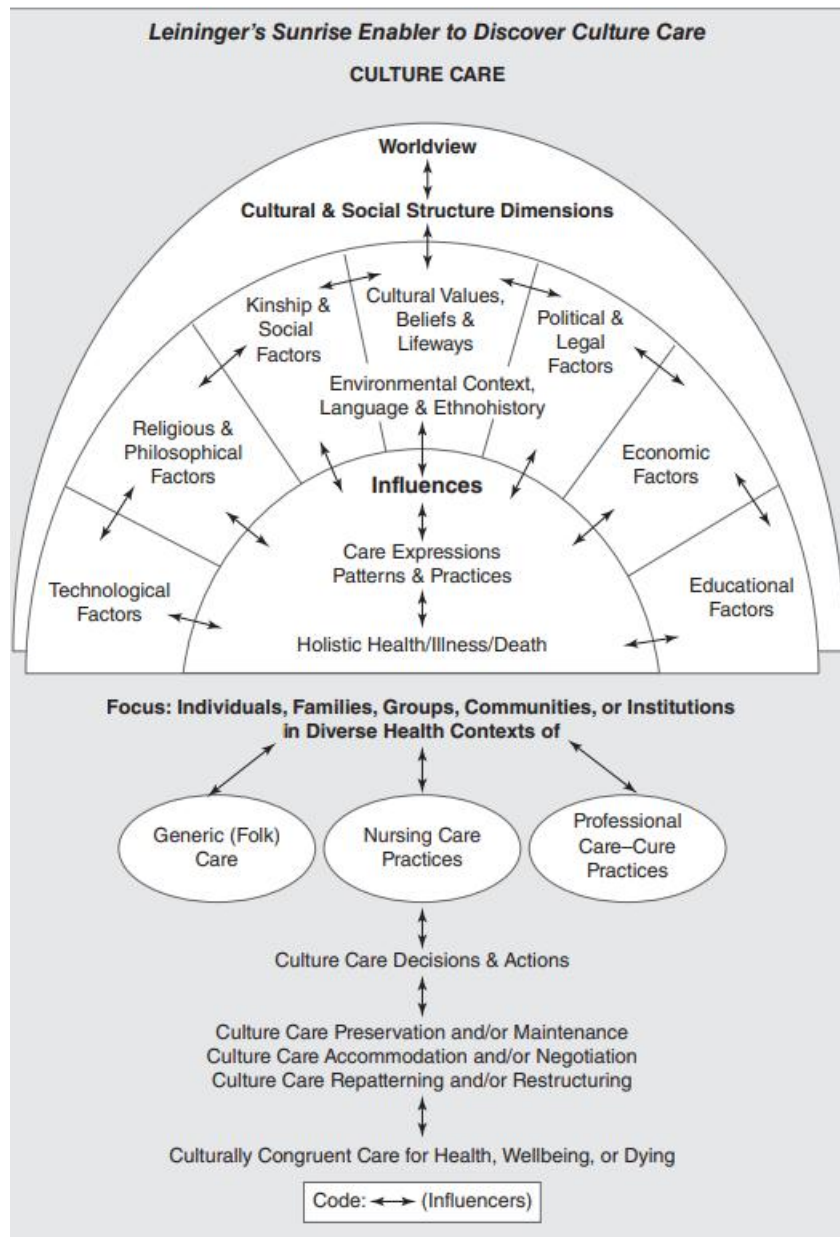 Leininger's Sunrise Enabler to Discover Culture Care
CULTURE CARE
Worldview
Cultural & Social Structure Dimensions
Kinship &
Social
Factors
Cultural Values,
Beliefs &
Lifeways
Political &
Legal
Factors
Environmental Context,
Language & Ethnohistory
Religious &
Philosophical
Factors
Economic
Factors
Influences
Care Expressions
Patterns & Practices
Technological
Factors
Educational
Factors
Holistic Health/Illness/Death
Focus: Individuals, Families, Groups, Communities, or Institutions
in Diverse Health Contexts of
Generic (Folk)
Care
Nursing Care
Practices
Professional
Care–Cure
Practices
Culture Care Decisions & Actions
Culture Care Preservation and/or Maintenance
Culture Care Accommodation and/or Negotiation
Culture Care Repatterning and/or Restructuring
Culturally Congruent Care for Health, Wellbeing, or Dying
Code: ↔ (Influencers)